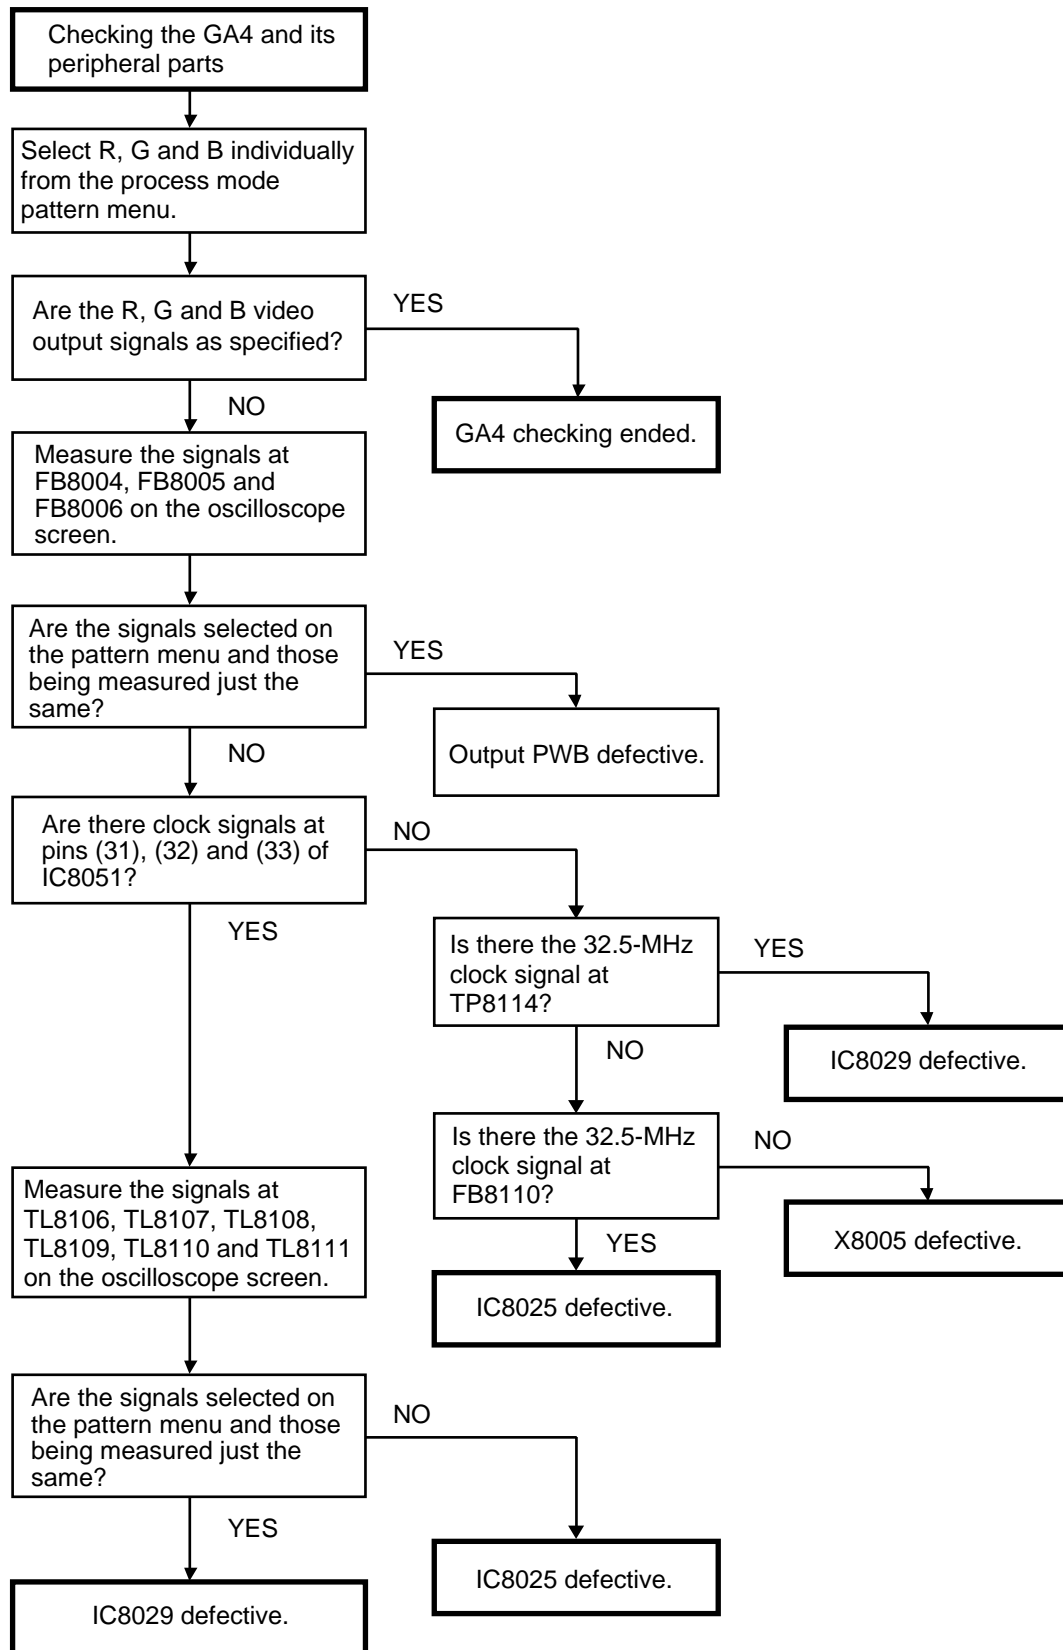 Checking the GA4 and its
peripheral parts
Select R, G and B individually
from the process mode
pattern menu.
Are the R, G and B video
output signals as specified?
YES
NO
GA4 checking ended.
Measure the signals at
FB8004, FB8005 and
FB8006 on the oscilloscope
screen.
Are the signals selected on
the pattern menu and those
being measured just the
same?
YES
NO
Output PWB defective.
Are there clock signals at
pins (31), (32) and (33) of
IC8051?
NO
YES
Is there the 32.5-MHz
clock signal at
TP8114?
YES
NO
IC8029 defective.
Is there the 32.5-MHz
clock signal at
FB8110?
NO
YES
X8005 defective.
IC8025 defective.
Measure the signals at
TL8106, TL8107, TL8108,
TL8109, TL8110 and TL8111
on the oscilloscope screen.
Are the signals selected on
the pattern menu and those
being measured just the
same?
NO
YES
IC8025 defective.
IC8029 defective.